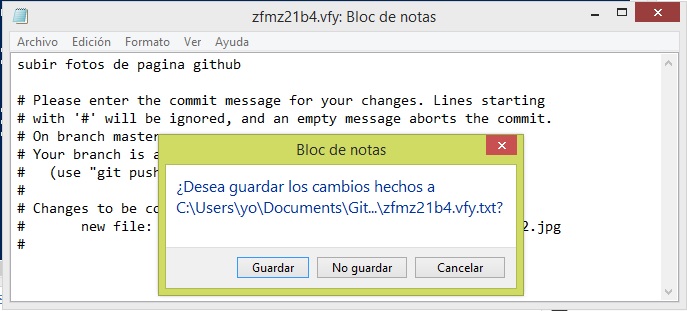 zfmz21b4.vfy: Bloc de notas
Archivo Edición Formato Ver Ayuda
subir fotos de pagina github
# Please enter the commit message for your changes. Lines starting
# with '#' will be ignored, and an empty message aborts the commit.
# On branch master
# Your branch is a
#   (use "git push
#
# Changes to be co
#       new file: 2.jpg
#
Bloc de notas
¿Desea guardar los cambios hechos a
C:\Users\yo\Documents\Git...\zfmz21b4.vfy.txt?
Guardar No guardar Cancelar